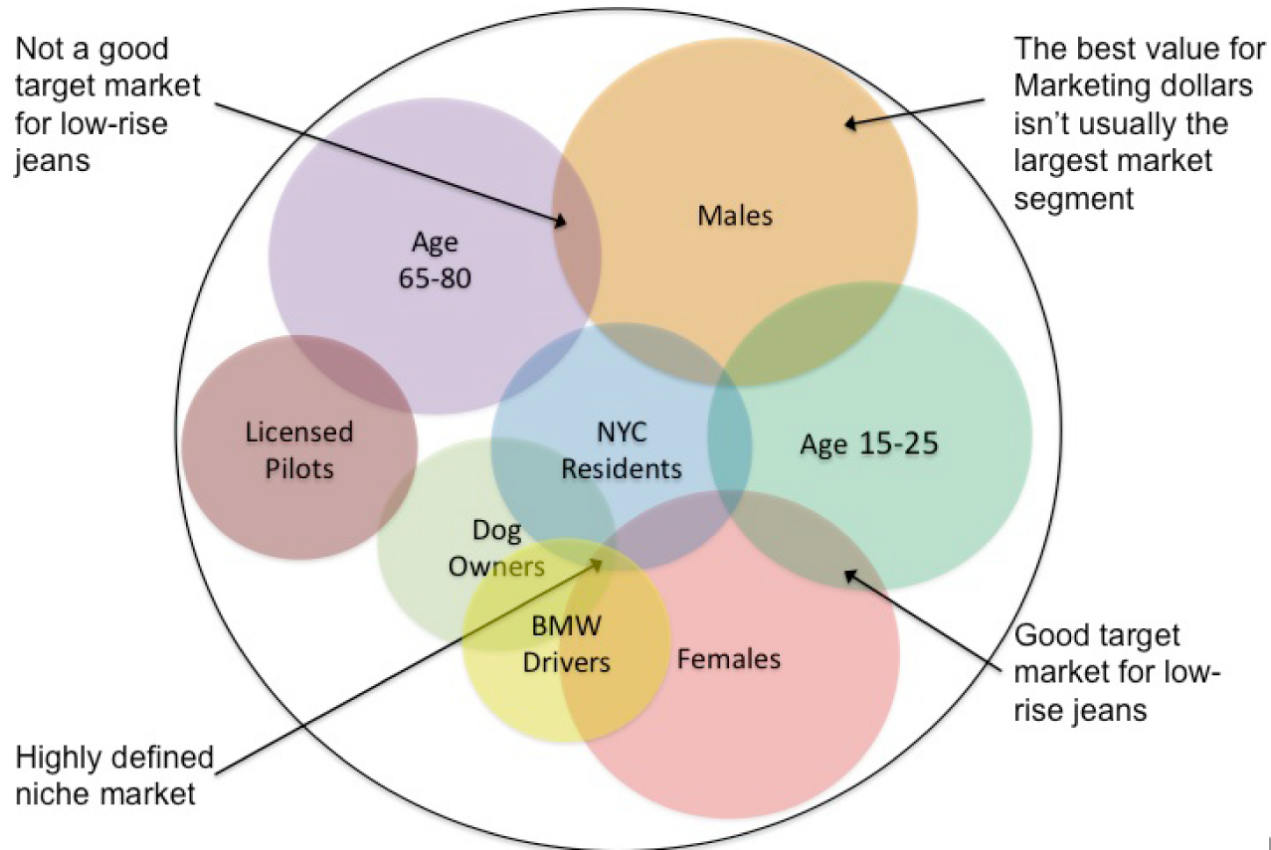 Not a good
target market
for low-rise
jeans
The best value for
Marketing dollars
isn't usually the
largest market
segment
Males
Age
65-80
Licensed
Pilots
NYC
Residents
Age 15-25
Dog
Owners
BMW
Drivers
Females
Good target
market for low-
rise jeans
Highly defined
niche market